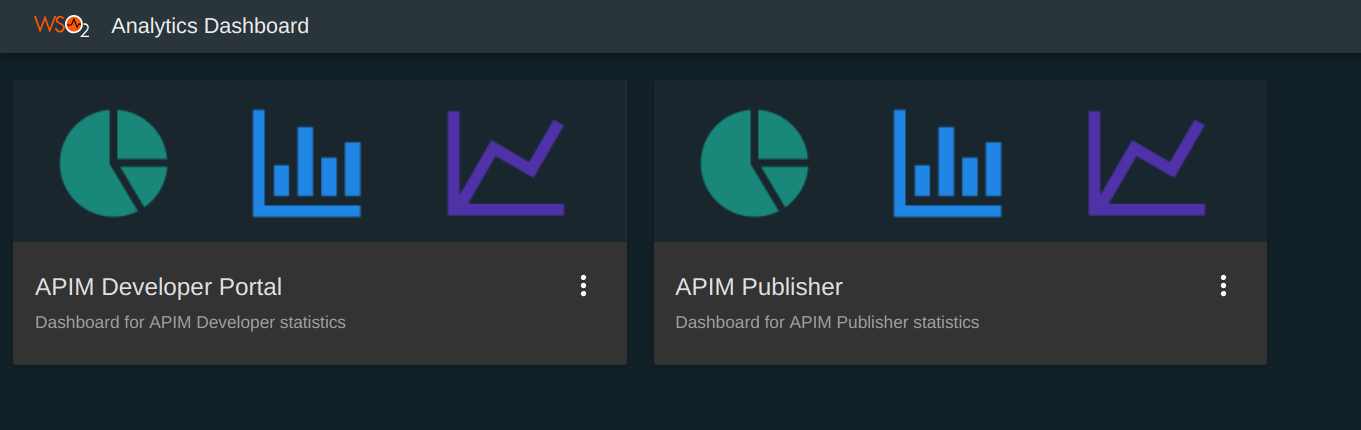 WSO2 Analytics Dashboard
APIM Developer Portal
Dashboard for APIM Developer statistics
APIM Publisher
Dashboard for APIM Publisher statistics